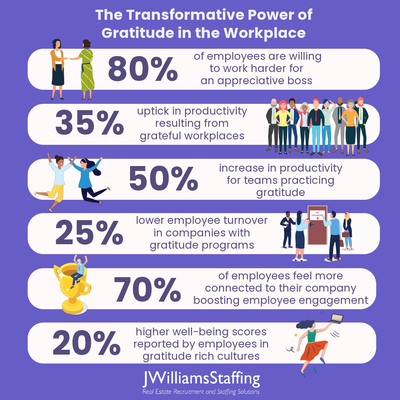 The Transformative Power of
Gratitude in the Workplace
80%
of employees are willing
to work harder for
an appreciative boss
35%
uptick in productivity
resulting from
grateful workplaces
50%
increase in productivity
for teams practicing
gratitude
25%
lower employee turnover
in companies with
gratitude programs
70%
of employees feel more
connected to their company
boosting employee engagement
20%
higher well-being scores
reported by employees in
gratitude rich cultures
JWilliamsStaffing
Real Estate Recruitment and Staffing Solutions